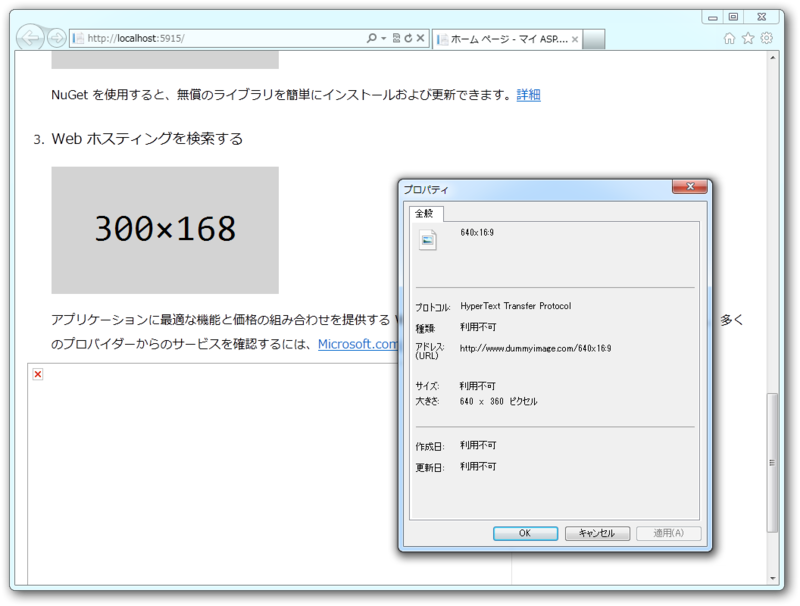 http://localhost:5915/
ホーム ページ - マイ ASP....
NuGet を使用すると、無償のライブラリを簡単にインストールおよび更新できます。詳細
3. Web ホスティングを検索する
300×168
アプリケーションに最適な機能と価格の組み合わせを提供する
多く
のプロバイダーからのサービスを確認するには、Microsoft.com
プロパティ
全般
640x16:9
プロトコル: HyperText Transfer Protocol
種類: 利用不可
アドレス: http://www.dummyimage.com/640x16:9
(URL)
サイズ: 利用不可
大きさ: 640 x 360 ピクセル
作成日: 利用不可
更新日: 利用不可
OK キャンセル 適用(A)